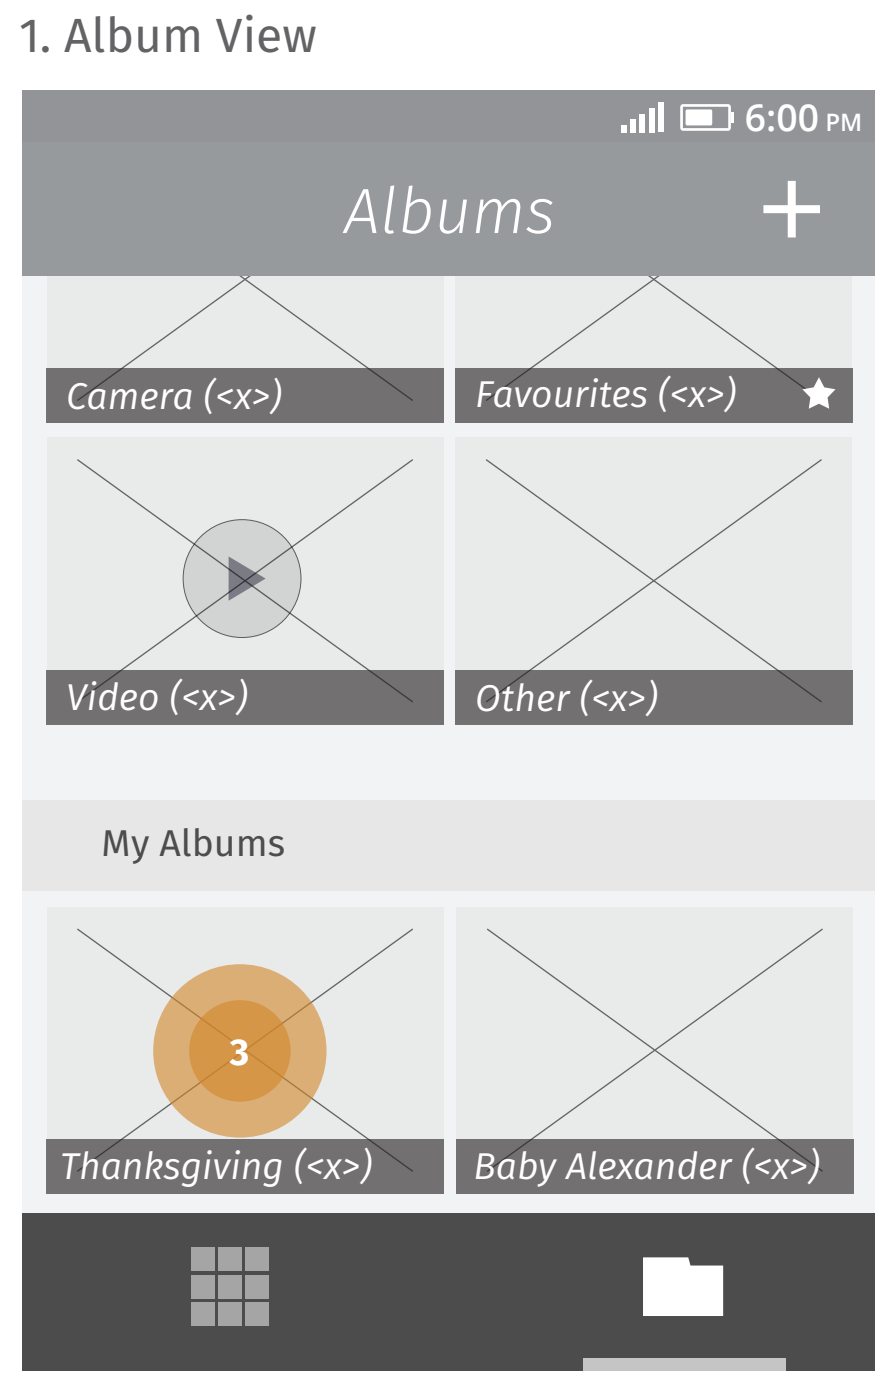 1. Album View
6:00 PM
Albums
Camera (<x>)
Favourites (<x>)
Video (<x>)
Other (<x>)
My Albums
3
Thanksgiving (<x>)
Baby Alexander (<x>)